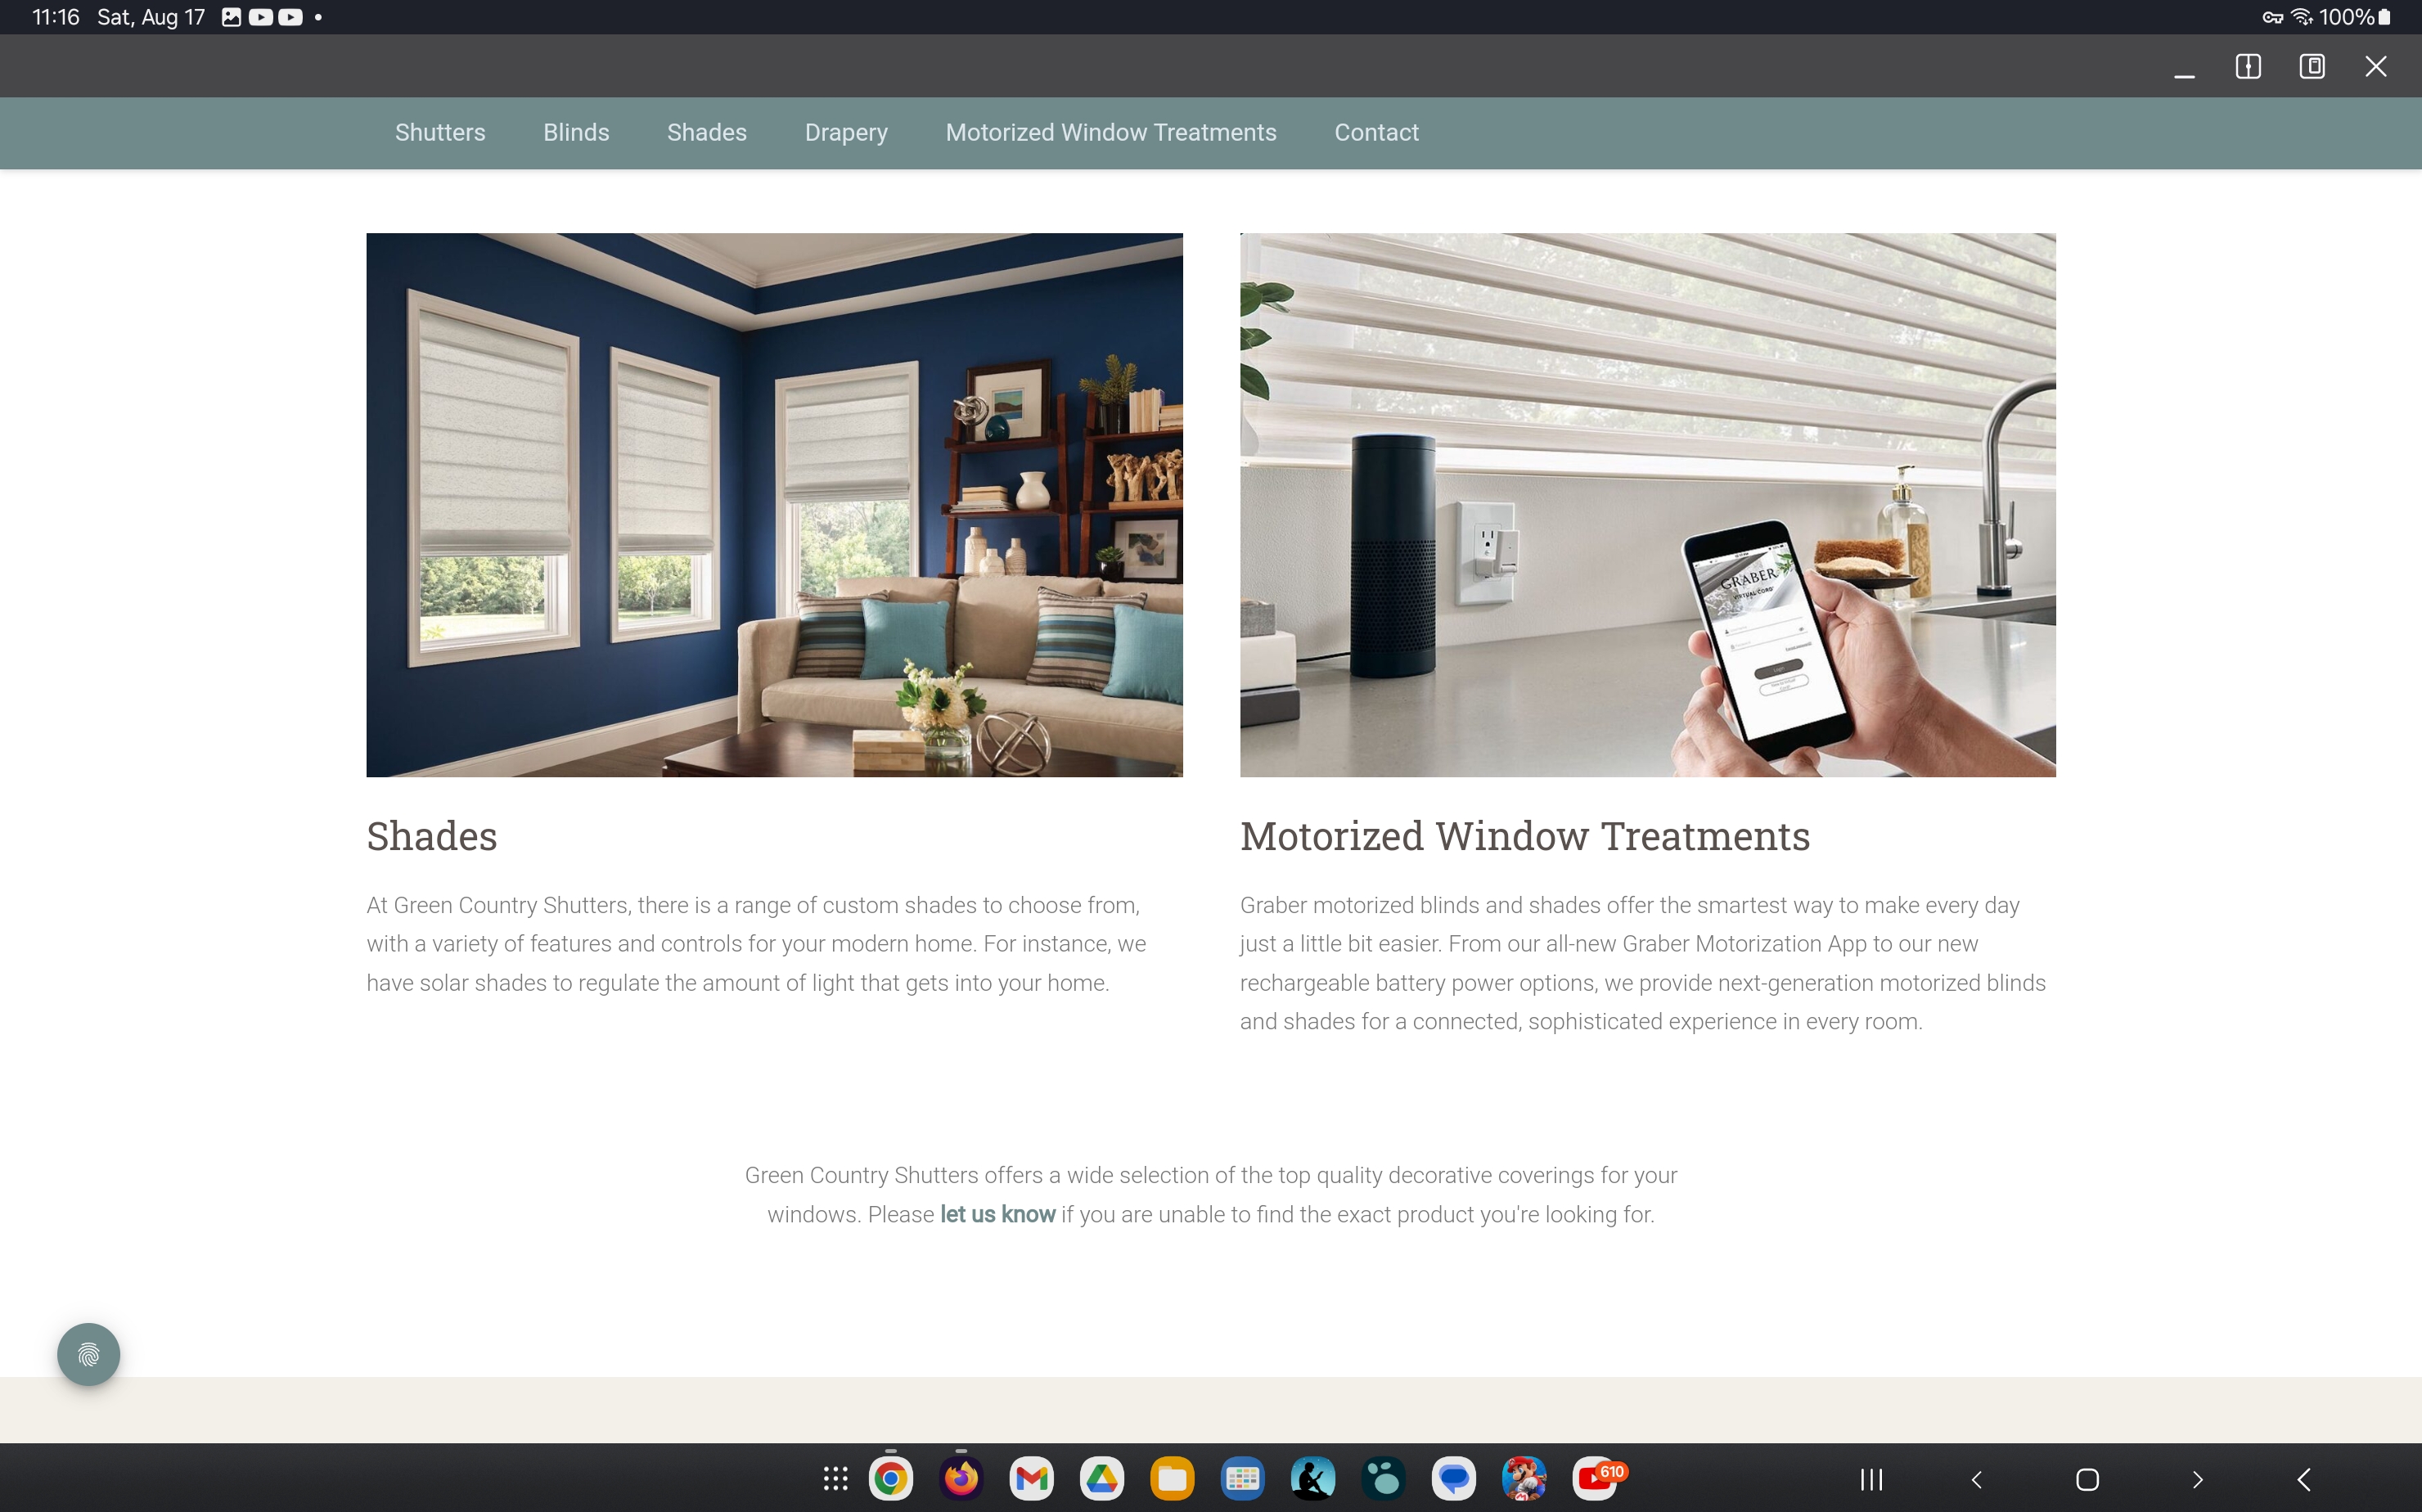 11:16 Sat, Aug 17
100%
Shutters Blinds Shades Drapery Motorized Window Treatments Contact
GRABER
VIRTUAL CORD
Shades
At Green Country Shutters, there is a range of custom shades to choose from,
with a variety of features and controls for your modern home. For instance, we
have solar shades to regulate the amount of light that gets into your home.
Motorized Window Treatments
Graber motorized blinds and shades offer the smartest way to make every day
just a little bit easier. From our all-new Graber Motorization App to our new
rechargeable battery power options, we provide next-generation motorized blinds
and shades for a connected, sophisticated experience in every room.
Green Country Shutters offers a wide selection of the top quality decorative coverings for your
windows. Please let us know if you are unable to find the exact product you're looking for.
610